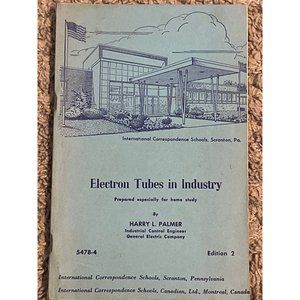 International Correspondence Schools, Scranton, Pa.
Electron Tubes in Industry
Prepared especially for home study
By
HARRY L. PALMER
Industrial Control Engineer
General Electric Company
5478-4 Edition 2
International Correspondence Schools, Scranton, Pennsylvania
International Correspondence Schools, Canadian, Ltd., Montreal, Canada